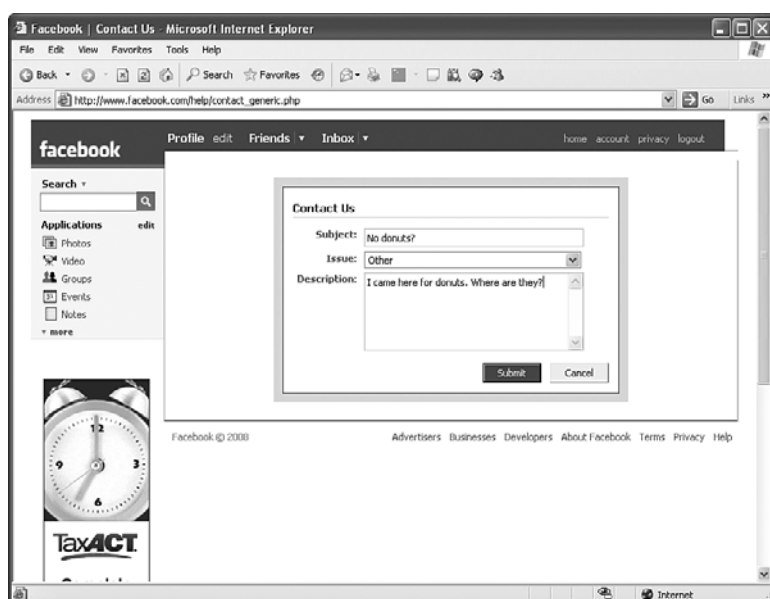 Facebook | Contact Us - Microsoft Internet Explorer
File Edit View Favorites Tools Help
Back Search Favorites
Address http://www.facebook.com/help/contact_generic.php Go Links »
facebook Profile edit Friends Inbox home account privacy logout
Search
Applications edit
Photos
Video
Groups
31 Events
Notes
more
Contact Us
Subject: No donuts?
Issue: Other
Description: I came here for donuts. Where are they?
Submit Cancel
Facebook © 2008 Advertisers Businesses Developers About Facebook Terms Privacy Help
12
9 3
6
TaxACT.
Internet